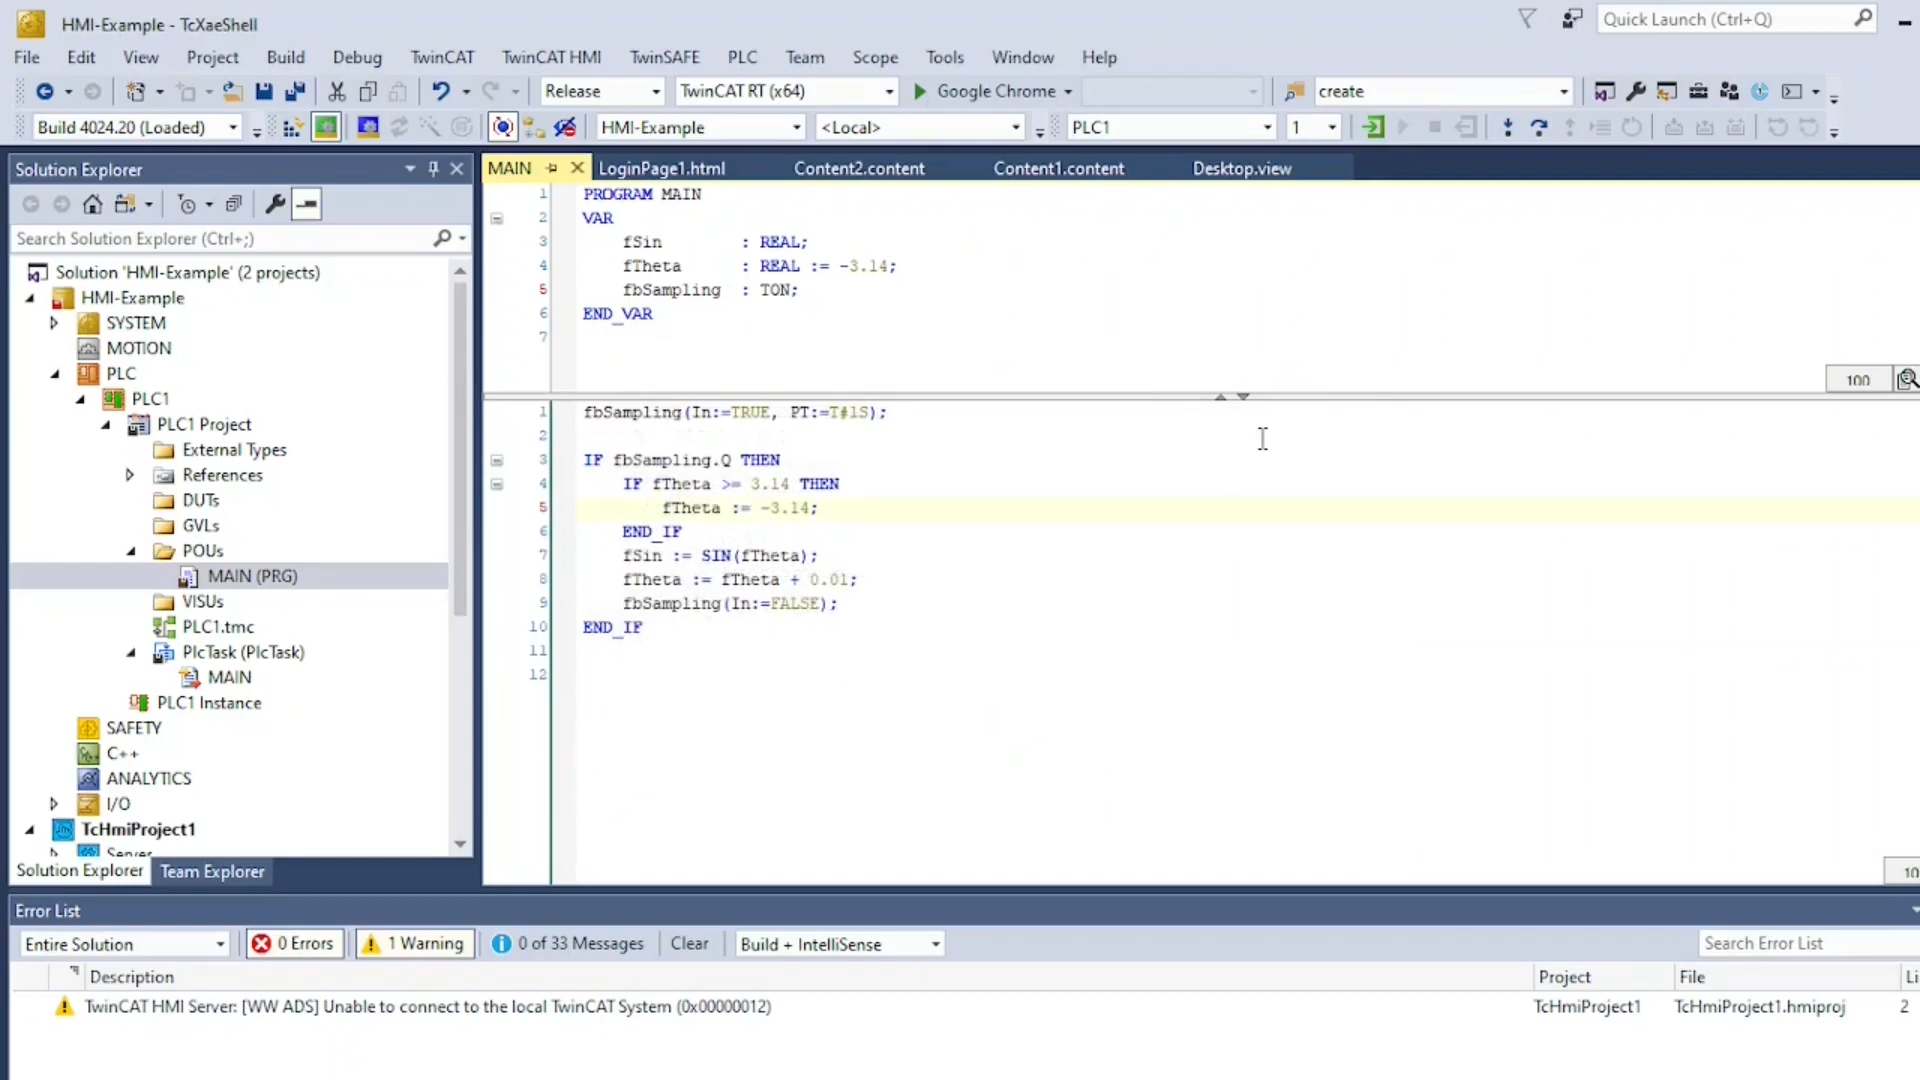 HMI-Example - TcXaeShell
Quick Launch (Ctrl+Q)
File Edit View Project Build Debug TwinCAT TwinCAT HMI TwinSAFE PLC Team Scope Tools Window Help
Release TwinCAT RT (x64) Google Chrome create
Build 4024.20 (Loaded) HMI-Example <Local> PLC1 1
Solution Explorer
Search Solution Explorer (Ctrl+;)
Solution 'HMI-Example' (2 projects)
HMI-Example
SYSTEM
MOTION
PLC
PLC1
PLC1 Project
External Types
References
DUTs
GVLs
POUs
MAIN (PRG)
VISUs
PLC1.tmc
PlcTask (PlcTask)
MAIN
PLC1 Instance
SAFETY
C++
ANALYTICS
I/O
TcHmiProject1
Server
Solution Explorer Team Explorer
MAIN LoginPage1.html Content2.content Content1.content Desktop.view
1 PROGRAM MAIN
2 VAR
3 fSin : REAL;
4 fTheta : REAL := -3.14;
5 fbSampling : TON;
6 END_VAR
7
100
1 fbSampling(In:=TRUE, PT:=T#1S);
2
3 IF fbSampling.Q THEN
4 IF fTheta >= 3.14 THEN
5 fTheta := -3.14;
6 END_IF
7 fSin := SIN(fTheta);
8 fTheta := fTheta + 0.01;
9 fbSampling(In:=FALSE);
10 END_IF
11
12
10
Error List
Entire Solution 0 Errors 1 Warning 0 of 33 Messages Clear Build + IntelliSense Search Error List
Description Project File Li
TwinCAT HMI Server: [WW ADS] Unable to connect to the local TwinCAT System (0x00000012) TcHmiProject1 TcHmiProject1.hmiproj 2